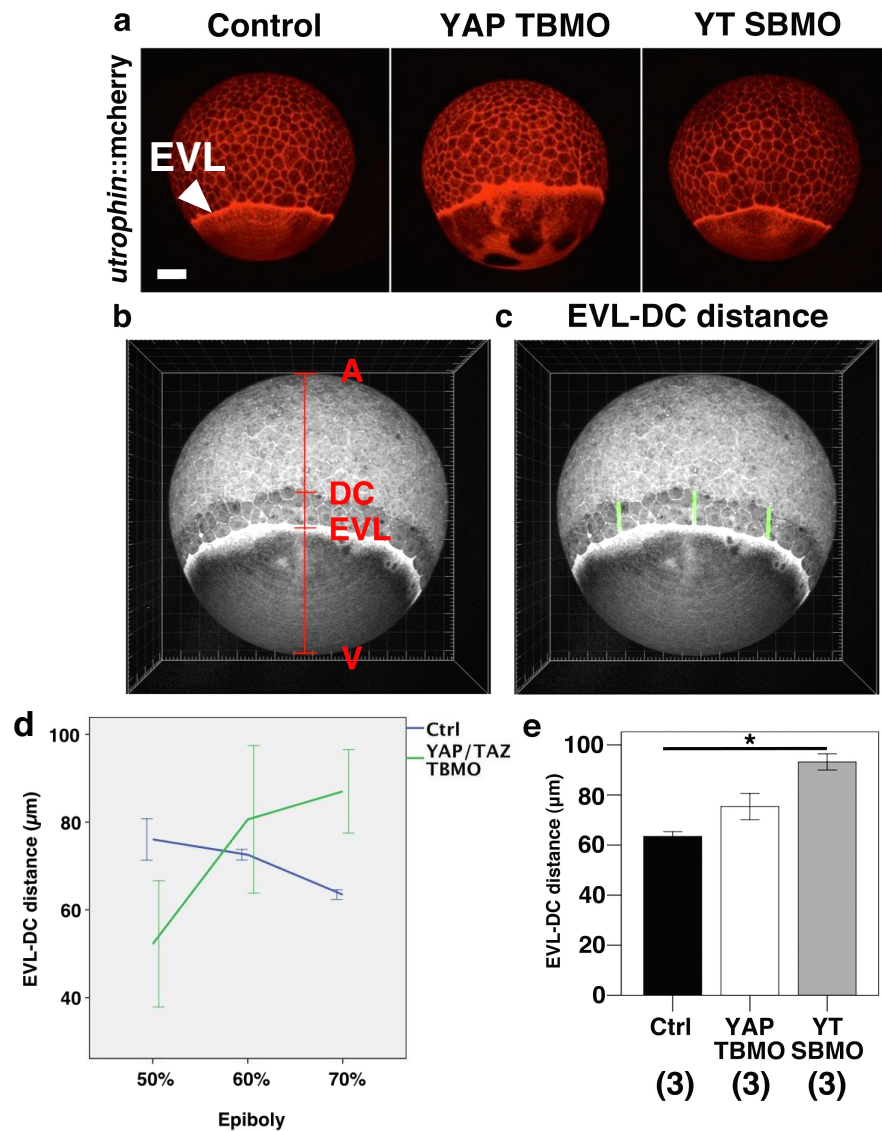 a
Control
YAP TBMO
YT SBMO
utrophin::mcherry
EVL
b
A
DC
EVL
V
c
EVL-DC distance
d
EVL-DC distance (µm)
100
80
60
40
50%
60%
70%
Epiboly
Ctrl
YAP/TAZ
TBMO
e
EVL-DC distance (µm)
100
80
60
40
20
0
*
Ctrl
YAP
TBMO
YT
SBMO
(3)
(3)
(3)